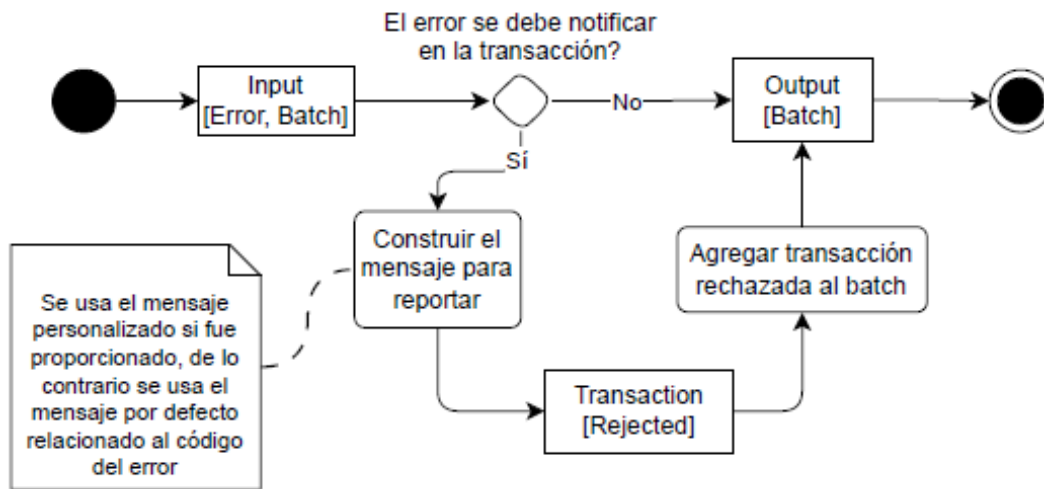 El error se debe notificar
en la transacción?
Input
[Error, Batch]
No
Output
[Batch]
Sí
Construir el
mensaje para
reportar
Agregar transacción
rechazada al batch
Se usa el mensaje
personalizado si fue
proporcionado, de lo
contrario se usa el
mensaje por defecto
relacionado al código
del error
Transaction
[Rejected]